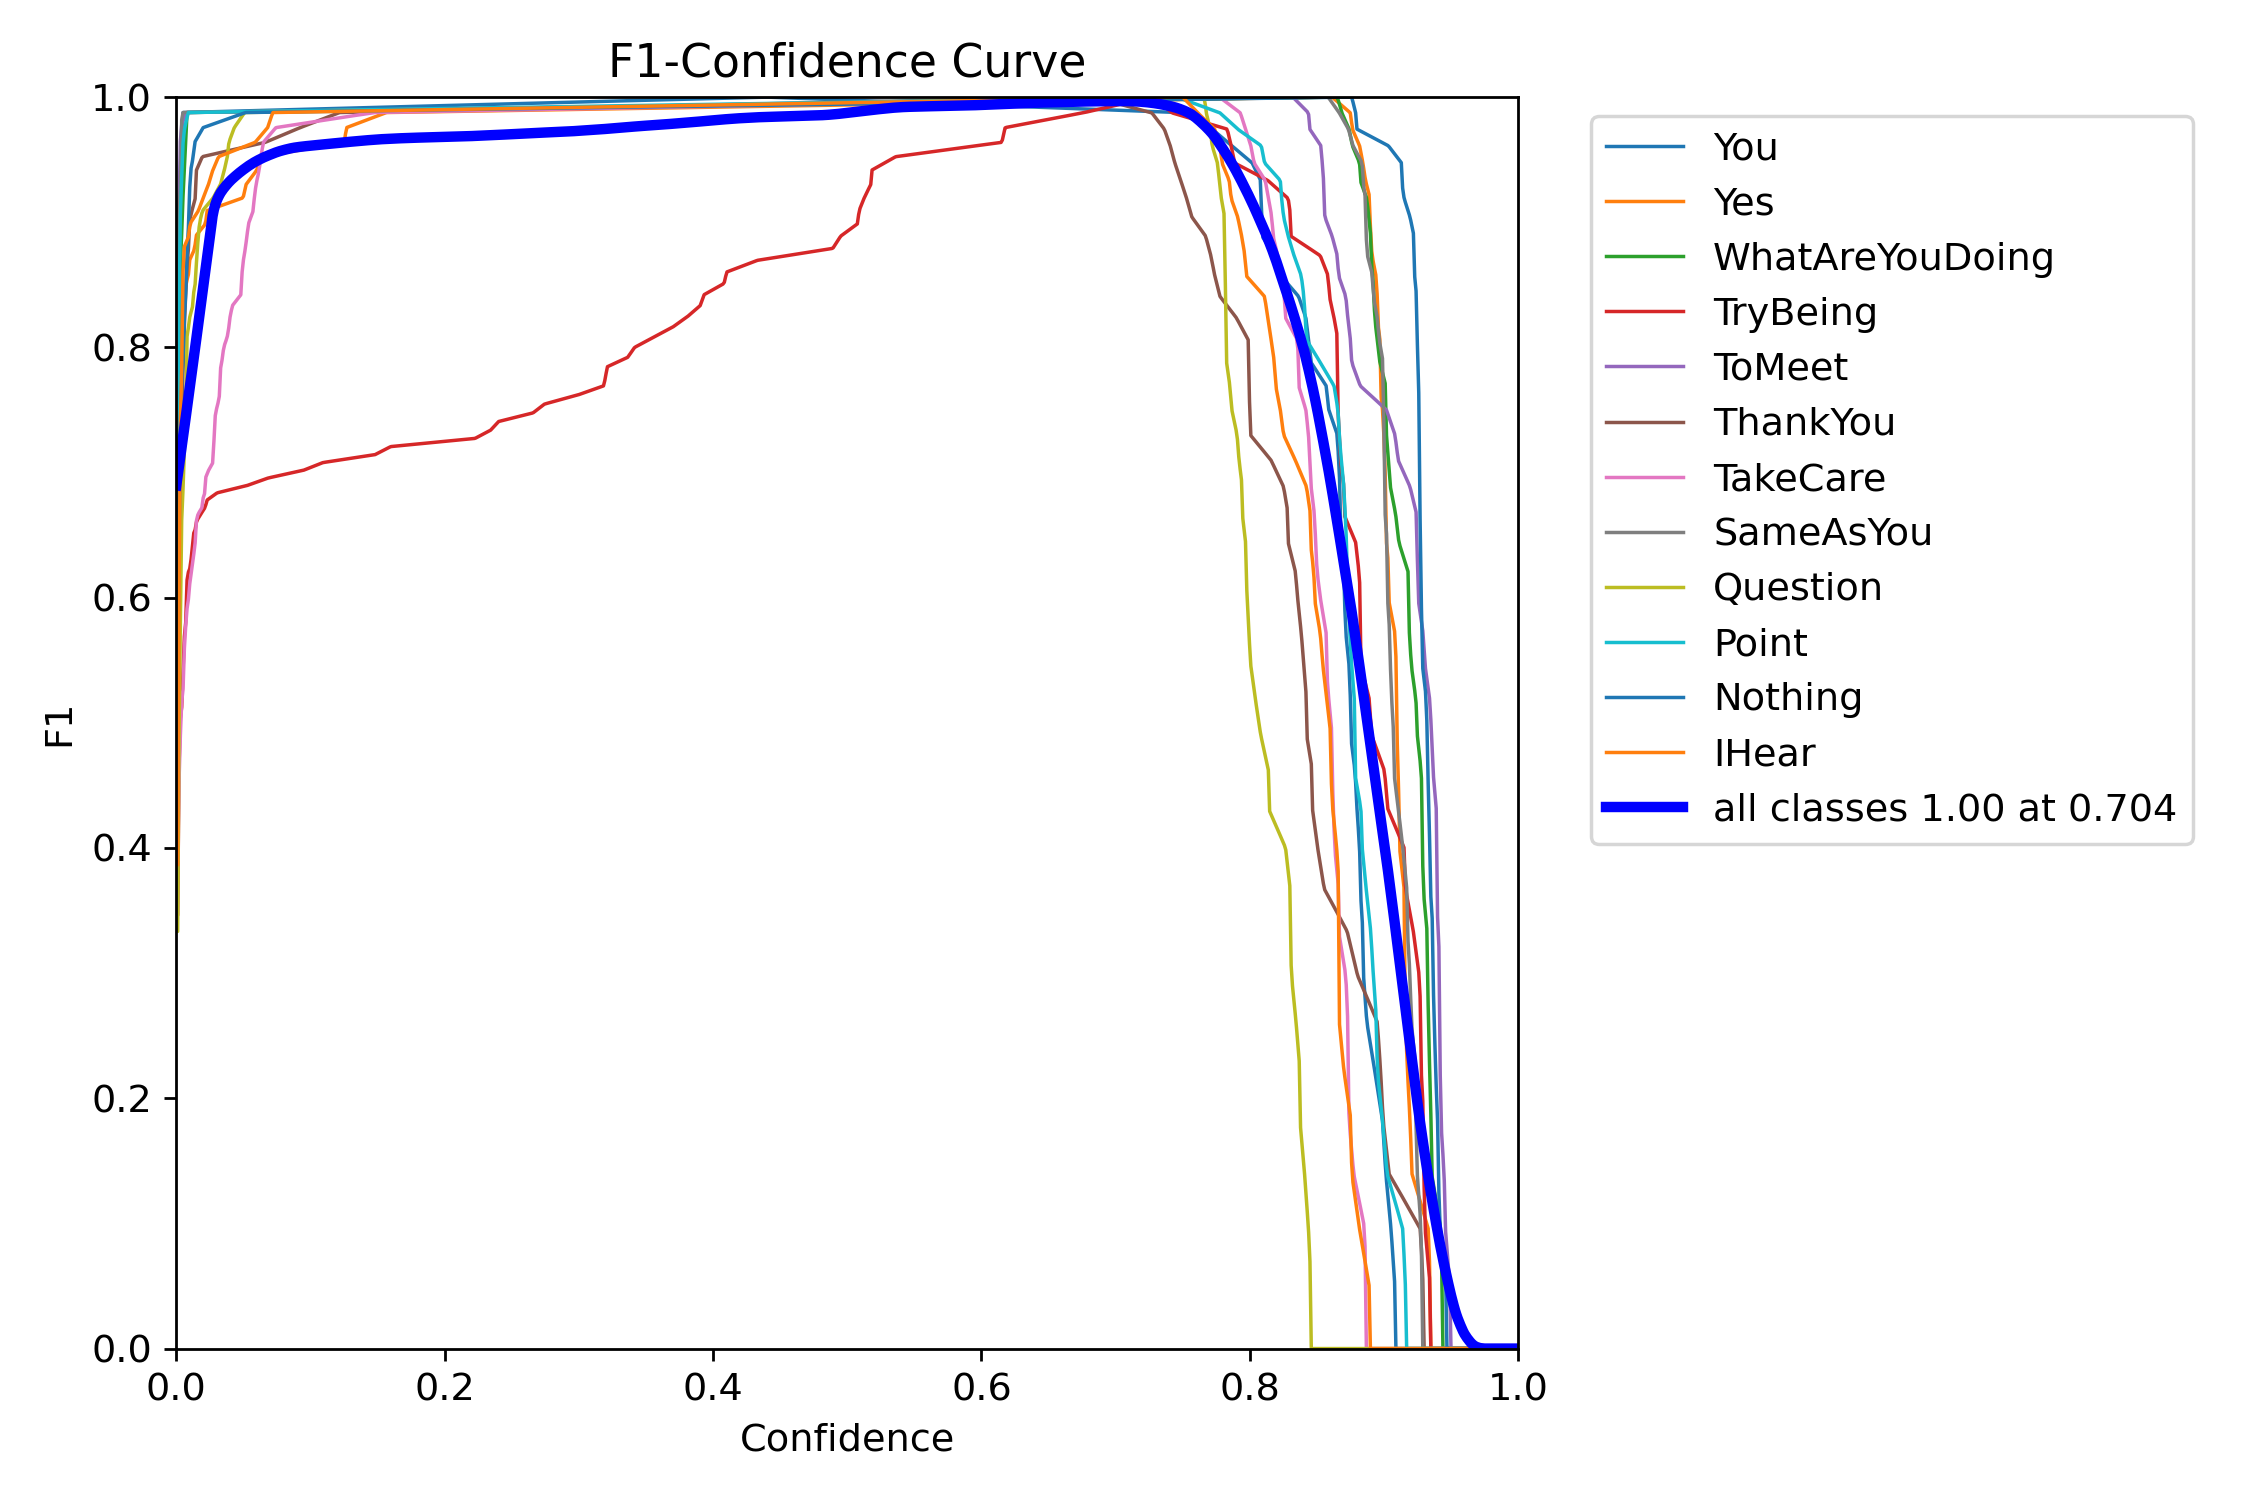 F1-Confidence Curve
1.0
0.8
0.6
0.4
0.2
0.0
F1
0.0 0.2 0.4 0.6 0.8 1.0
Confidence
You
Yes
WhatAreYouDoing
TryBeing
ToMeet
ThankYou
TakeCare
SameAsYou
Question
Point
Nothing
IHear
all classes 1.00 at 0.704